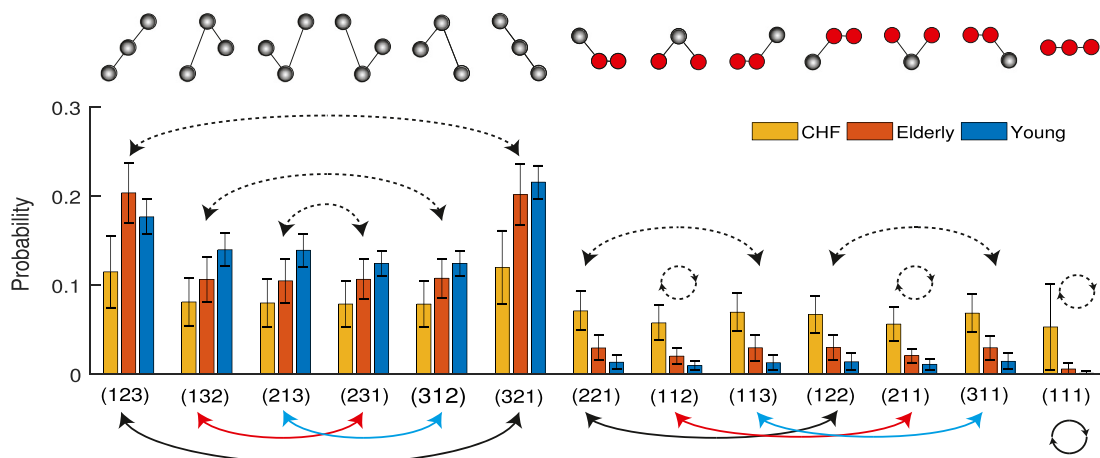 0.3
CHF Elderly Young
0.2
Probability
0.1
0
(123) (132) (213) (231) (312) (321) (221) (112) (113) (122) (211) (311) (111)